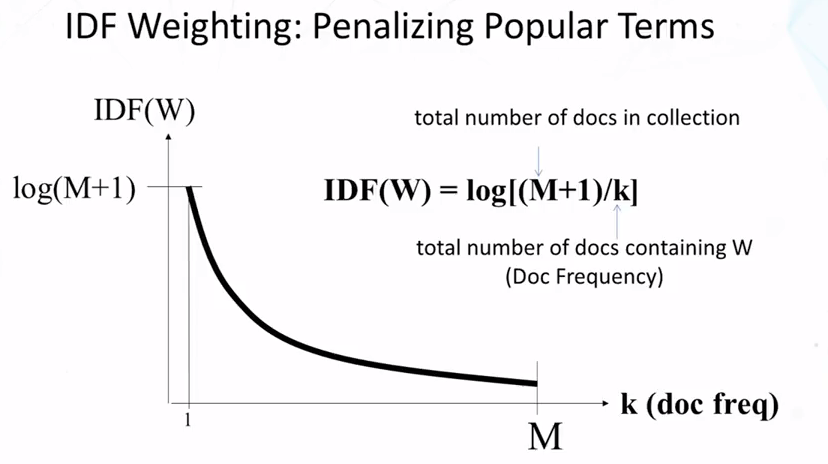 IDF Weighting: Penalizing Popular Terms
IDF(W)
total number of docs in collection
log(M+1)
IDF(W) = log[(M+1)/k]
total number of docs containing W
(Doc Frequency)
k (doc freq)
1
M